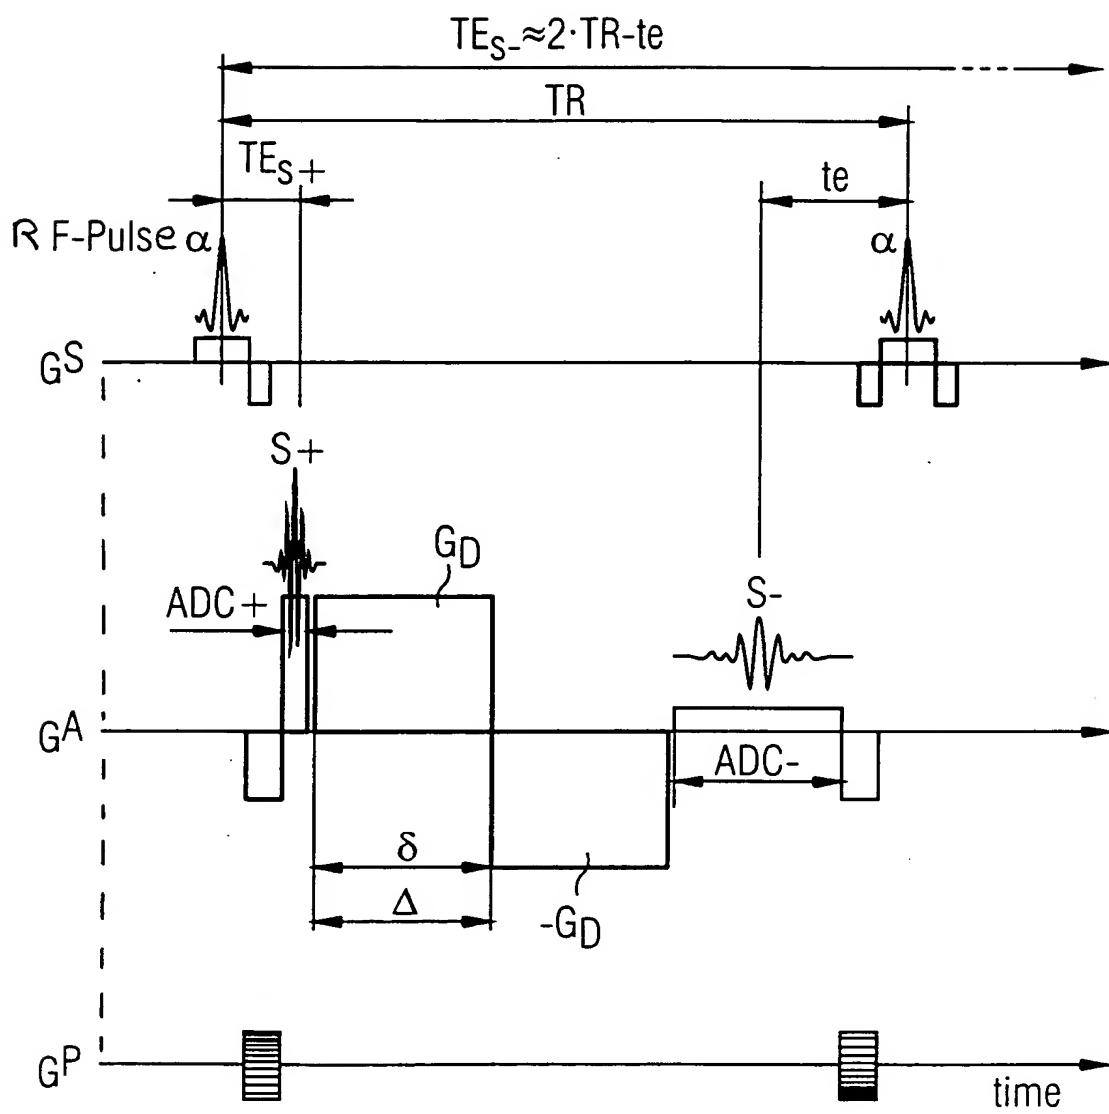 TES-≈2·TR-te
TR
TES+
te
RF-Pulse α
α
GS
S+
GD
S-
ADC+
GA
ADC-
δ
Δ
-GD
GP
time